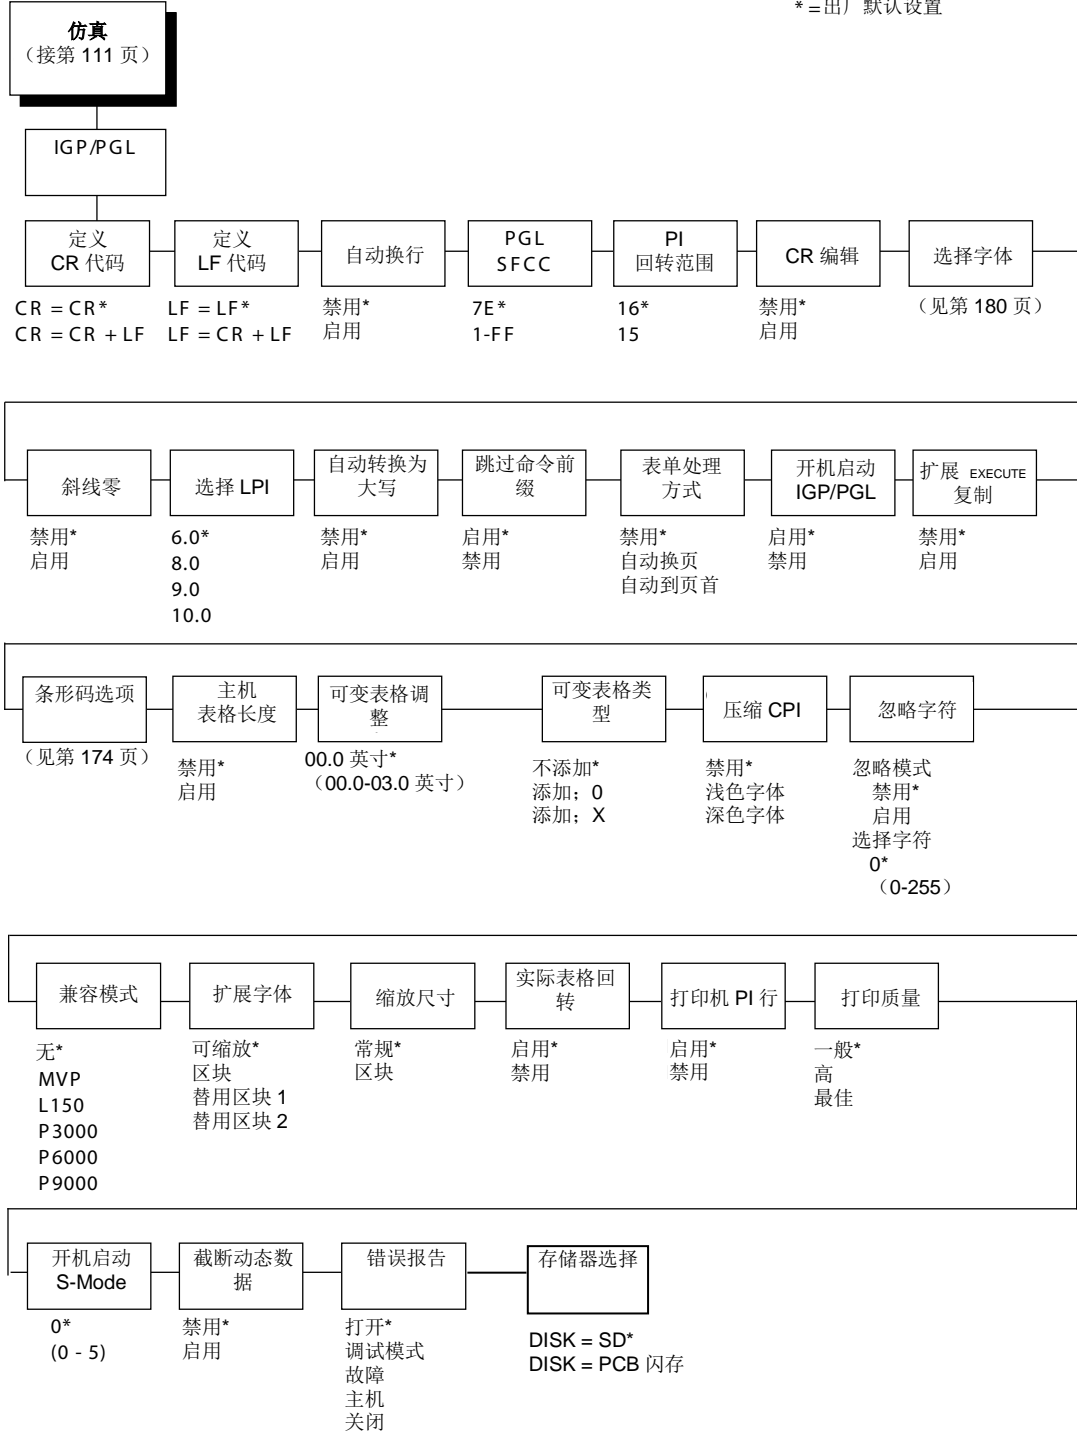 *=出厂默认设置
仿真
（接第 111 页）
IGP/PGL
定义
CR 代码
CR = CR*
CR = CR + LF
定义
LF 代码
LF = LF*
LF = CR + LF
自动换行
禁用*
启用
PGL
SFCC
7E*
1-FF
PI
回转范围
16*
15
CR 编辑
禁用*
启用
选择字体
（见第 180 页）
斜线零
禁用*
启用
选择 LPI
6.0*
8.0
9.0
10.0
自动转换为
大写
禁用*
启用
跳过命令前
缀
启用*
禁用
表单处理
方式
禁用*
自动换页
自动到页首
开机启动
IGP/PGL
启用*
禁用
扩展 EXECUTE
复制
禁用*
启用
条形码选项
（见第 174 页）
主机
表格长度
禁用*
启用
可变表格调
整
00.0 英寸*
（00.0-03.0 英寸）
可变表格类
型
不添加*
添加；0
添加；X
压缩 CPI
禁用*
浅色字体
深色字体
忽略字符
忽略模式
禁用*
启用
选择字符
0*
（0-255）
兼容模式
无*
MVP
L150
P3000
P6000
P9000
扩展字体
可缩放*
区块
替用区块 1
替用区块 2
缩放尺寸
常规*
区块
实际表格回
转
启用*
禁用
打印机 PI 行
启用*
禁用
打印质量
一般*
高
最佳
开机启动
S-Mode
0*
(0 - 5)
截断动态数
据
禁用*
启用
错误报告
打开*
调试模式
故障
主机
关闭
存储器选择
DISK = SD*
DISK = PCB 闪存